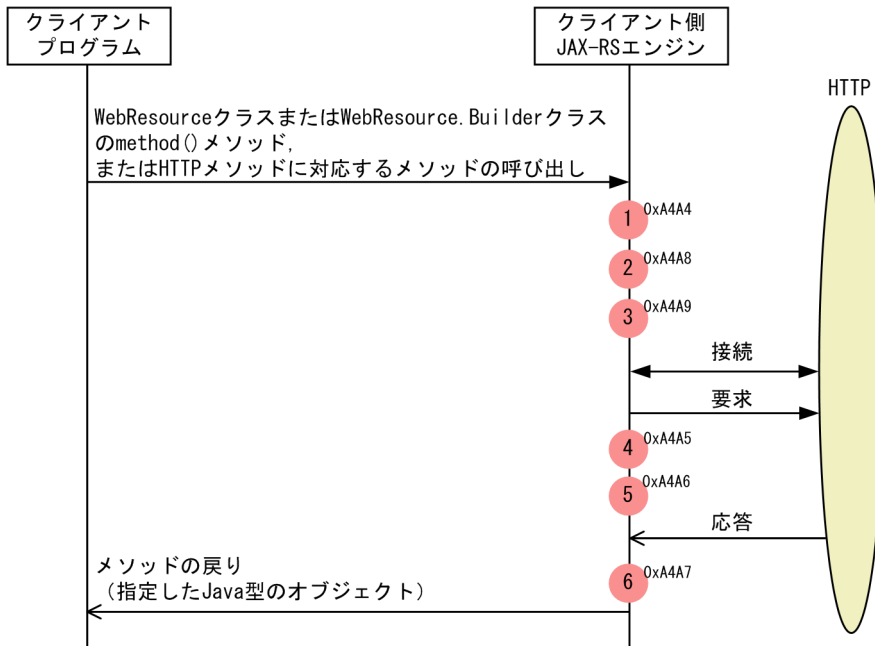 クライアント
プログラム
クライアント側
JAX-RSエンジン
HTTP
WebResourceクラスまたはWebResource.Builderクラス
のmethod()メソッド,
またはHTTPメソッドに対応するメソッドの呼び出し
1 0xA4A4
2 0xA4A8
3 0xA4A9
接続
要求
4 0xA4A5
5 0xA4A6
応答
メソッドの戻り
（指定したJava型のオブジェクト）
6 0xA4A7